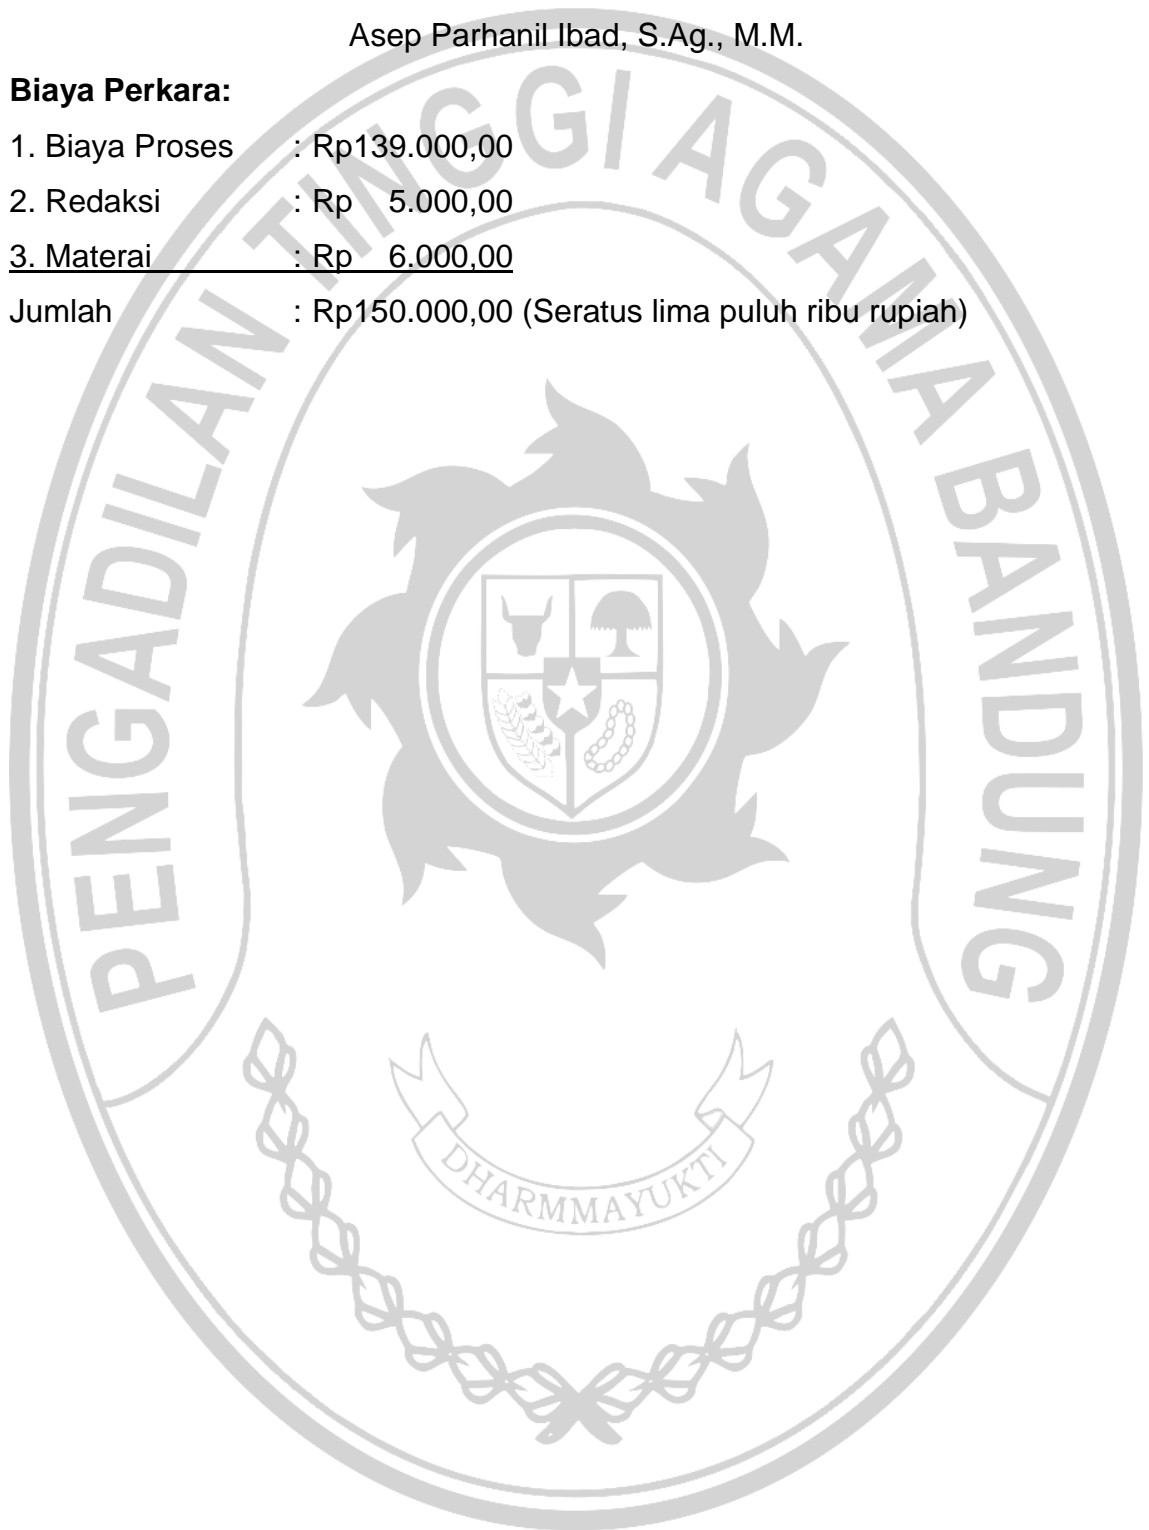 Asep Parhanil Ibad, S.Ag., M.M.
Biaya Perkara:
1. Biaya Proses : Rp139.000,00
2. Redaksi : Rp 5.000,00
3. Materai : Rp 6.000,00
Jumlah : Rp150.000,00 (Seratus lima puluh ribu rupiah)
PENGADILAN TINGGI AGAMA BANDUNG
DHARMMAYUKTI